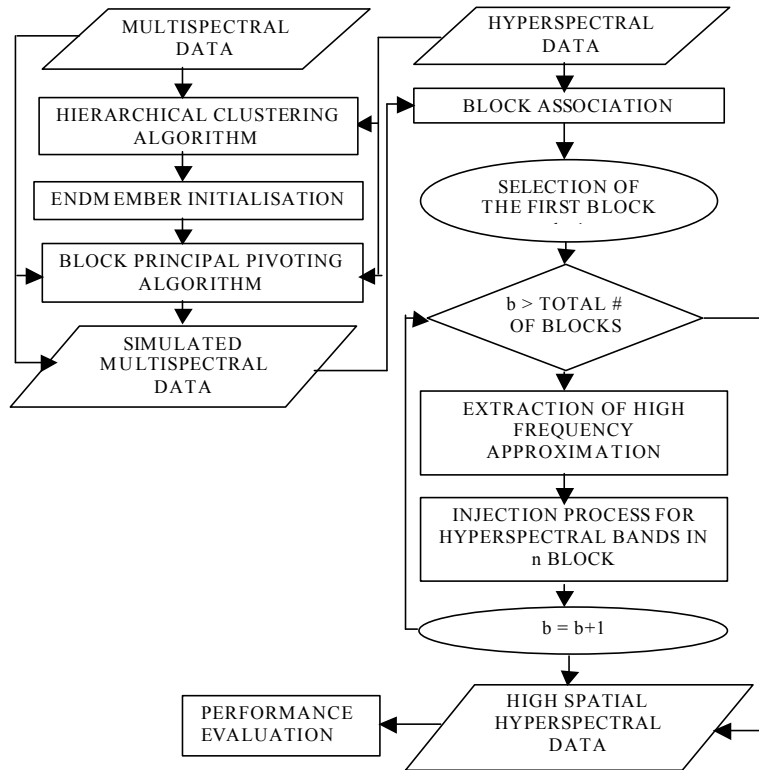 MULTISPECTRAL
DATA
HIERARCHICAL CLUSTERING
ALGORITHM
ENDMEMBER INITIALISATION
BLOCK PRINCIPAL PIVOTING
ALGORITHM
SIMULATED
MULTISPECTRAL
DATA
HYPERSPECTRAL
DATA
BLOCK ASSOCIATION
SELECTION OF
THE FIRST BLOCK
b > TOTAL #
OF BLOCKS
EXTRACTION OF HIGH
FREQUENCY
APPROXIMATION
INJECTION PROCESS FOR
HYPERSPECTRAL BANDS IN
n BLOCK
b = b+1
HIGH SPATIAL
HYPERSPECTRAL
DATA
PERFORMANCE
EVALUATION